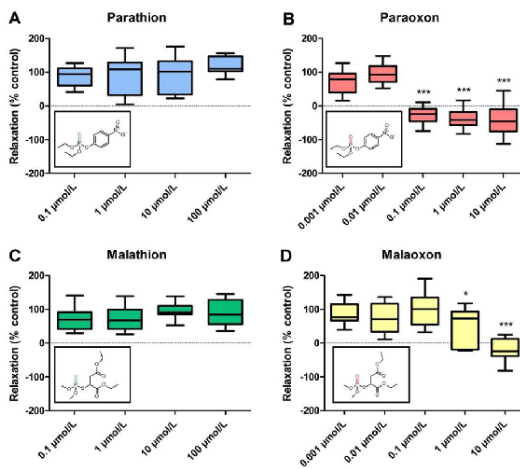 A
Parathion
Relaxation (% control)
200
100
0
-100
-200
0.1 µmol/L
1 µmol/L
10 µmol/L
100 µmol/L
B
Paraoxon
Relaxation (% control)
200
100
0
-100
-200
***
***
***
0.001 µmol/L
0.01 µmol/L
0.1 µmol/L
1 µmol/L
10 µmol/L
C
Malathion
Relaxation (% control)
200
100
0
-100
-200
0.1 µmol/L
1 µmol/L
10 µmol/L
100 µmol/L
D
Malaoxon
Relaxation (% control)
200
100
0
-100
-200
*
***
0.001 µmol/L
0.01 µmol/L
0.1 µmol/L
1 µmol/L
10 µmol/L